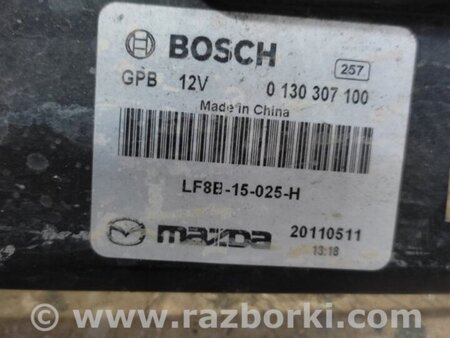 BOSCH
257
GPB 12V 0 130 307 100
Made in China
LF8B-15-025-H
mazda 20110511
13:18
© www.razborki.com